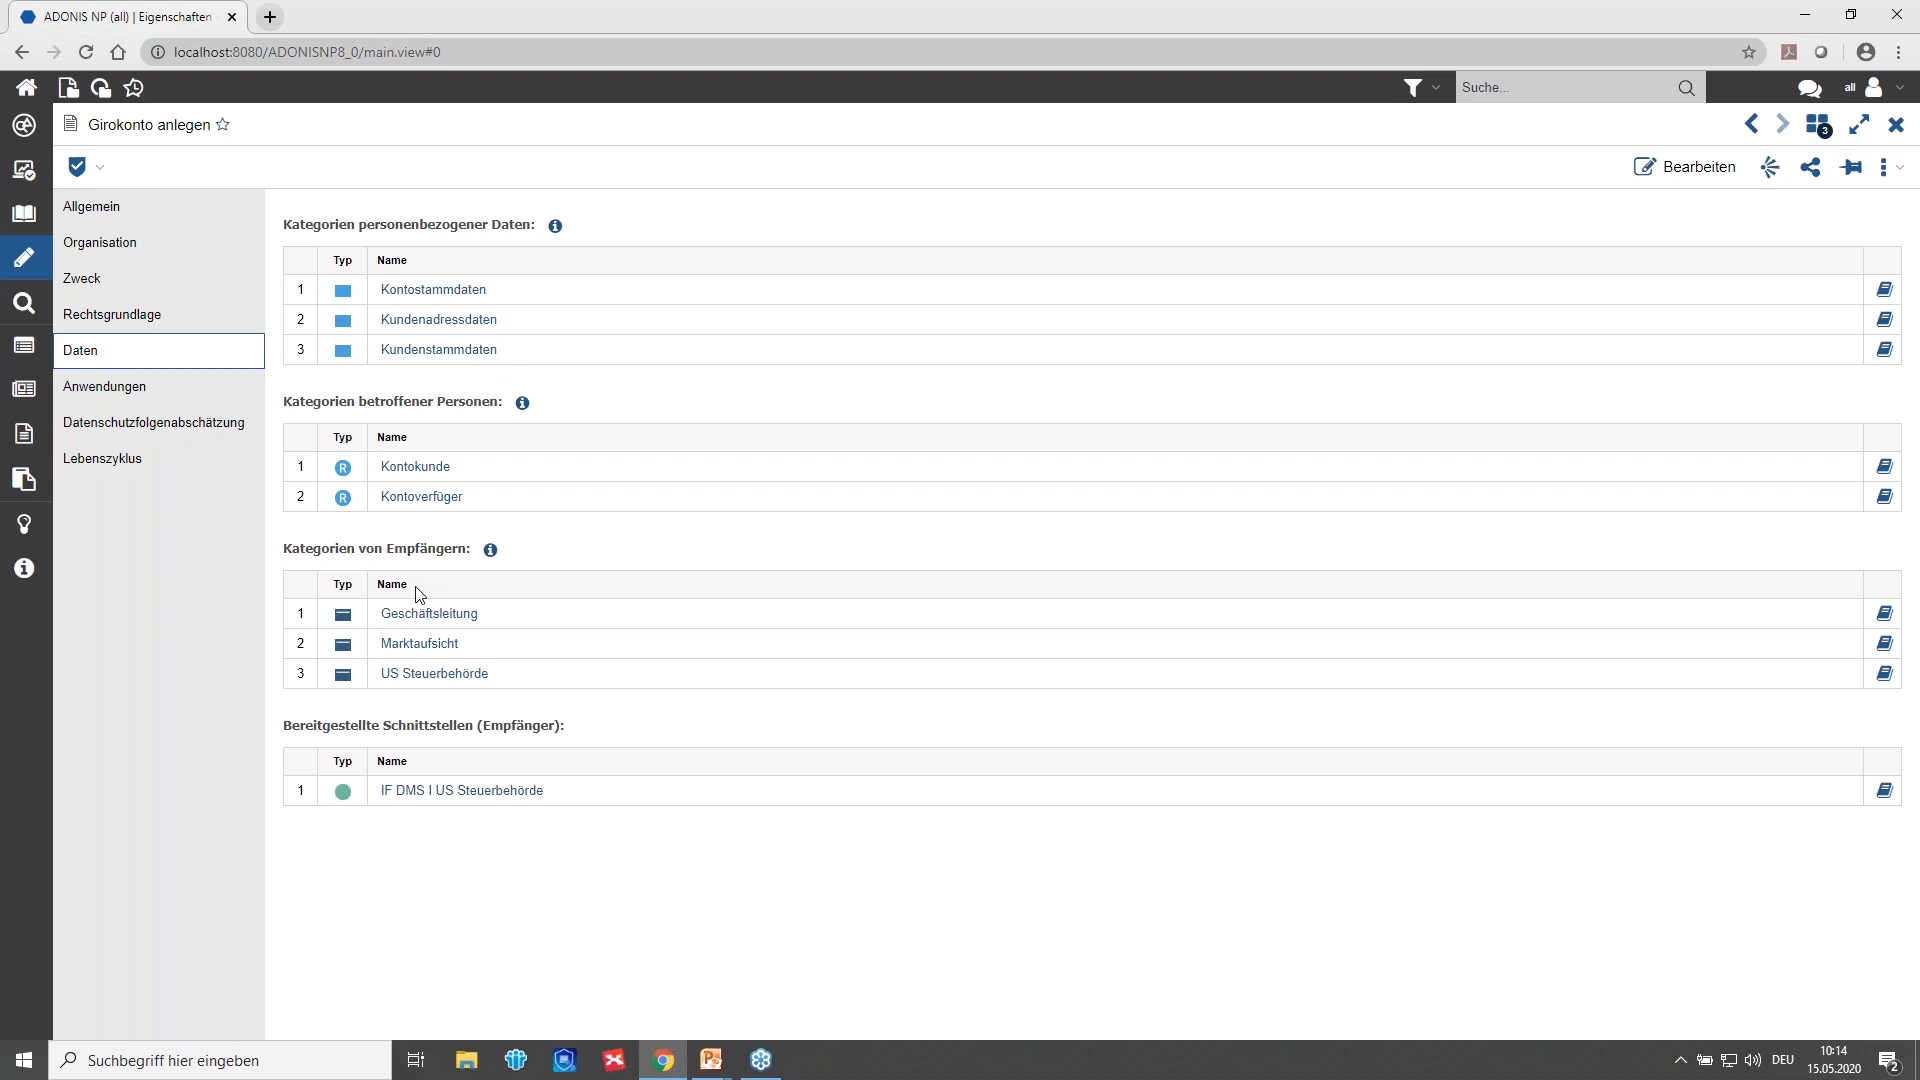 ADONIS NP (all) | Eigenschaften
localhost:8080/ADONISNP8_0/main.view#0
Suche...
all
Girokonto anlegen
3
Bearbeiten
Allgemein
Organisation
Zweck
Rechtsgrundlage
Daten
Anwendungen
Datenschutzfolgenabschätzung
Lebenszyklus
Kategorien personenbezogener Daten:
Typ Name
1 Kontostammdaten
2 Kundenadressdaten
3 Kundenstammdaten
Kategorien betroffener Personen:
Typ Name
1 R Kontokunde
2 R Kontoverfüger
Kategorien von Empfängern:
Typ Name
1 Geschäftsleitung
2 Marktaufsicht
3 US Steuerbehörde
Bereitgestellte Schnittstellen (Empfänger):
Typ Name
1 IF DMS I US Steuerbehörde
Suchbegriff hier eingeben
DEU
10:14
15.05.2020
2